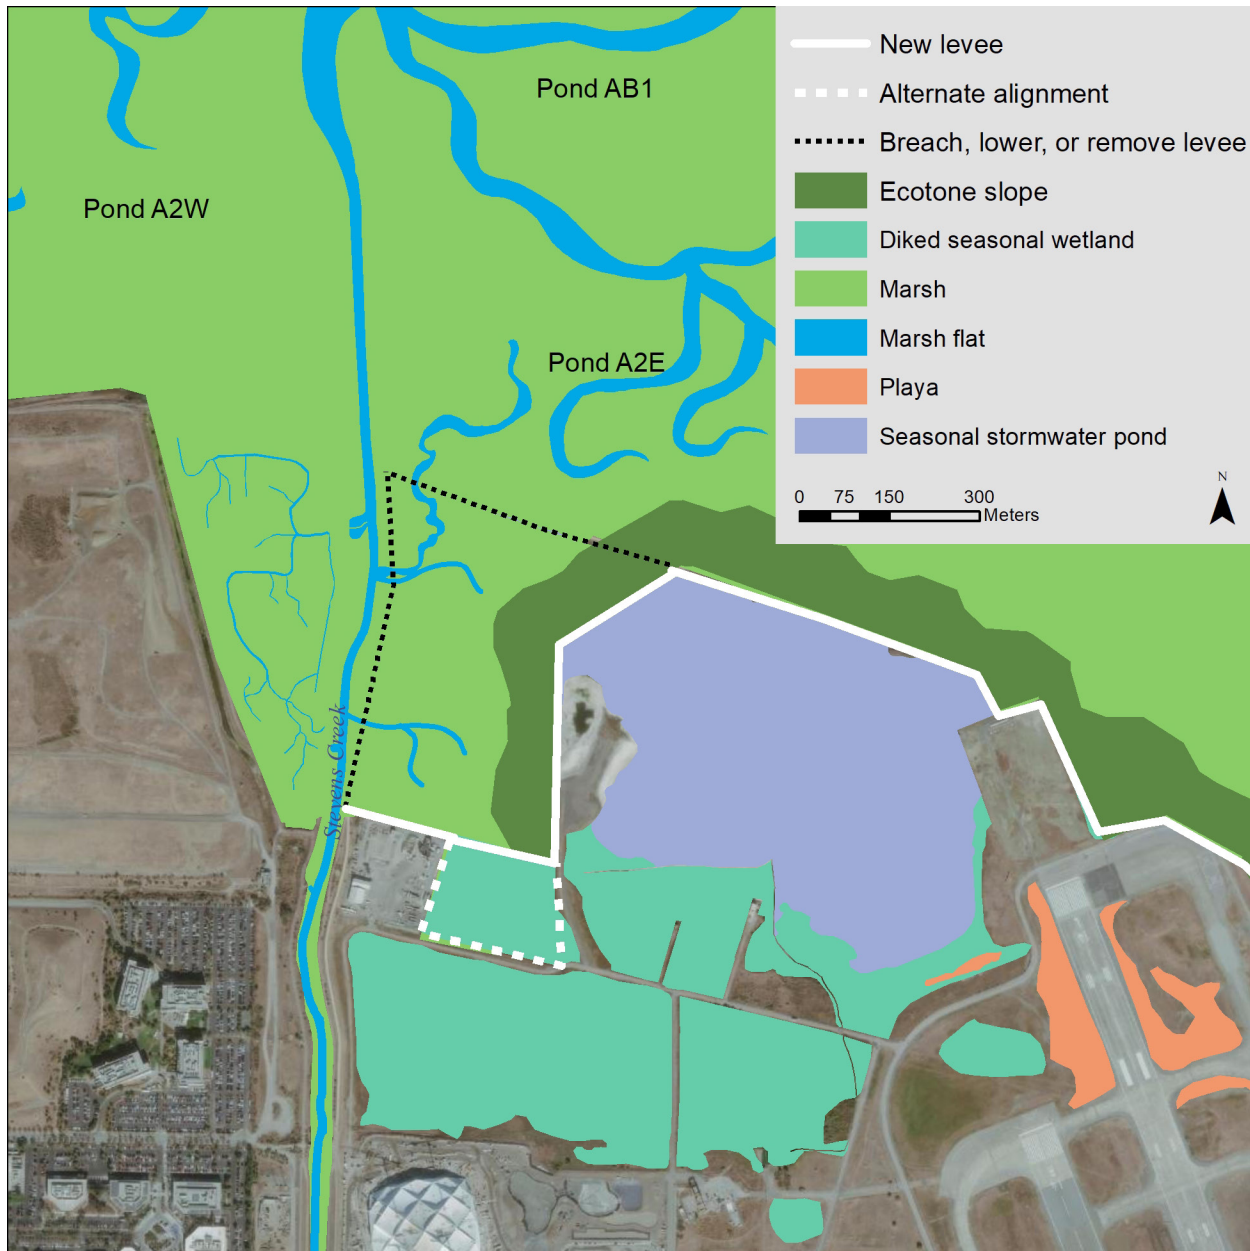 Pond AB1
Pond A2W
Pond A2E
Stevens Creek
New levee
Alternate alignment
Breach, lower, or remove levee
Ecotone slope
Diked seasonal wetland
Marsh
Marsh flat
Playa
Seasonal stormwater pond
N
0 75 150 300
Meters